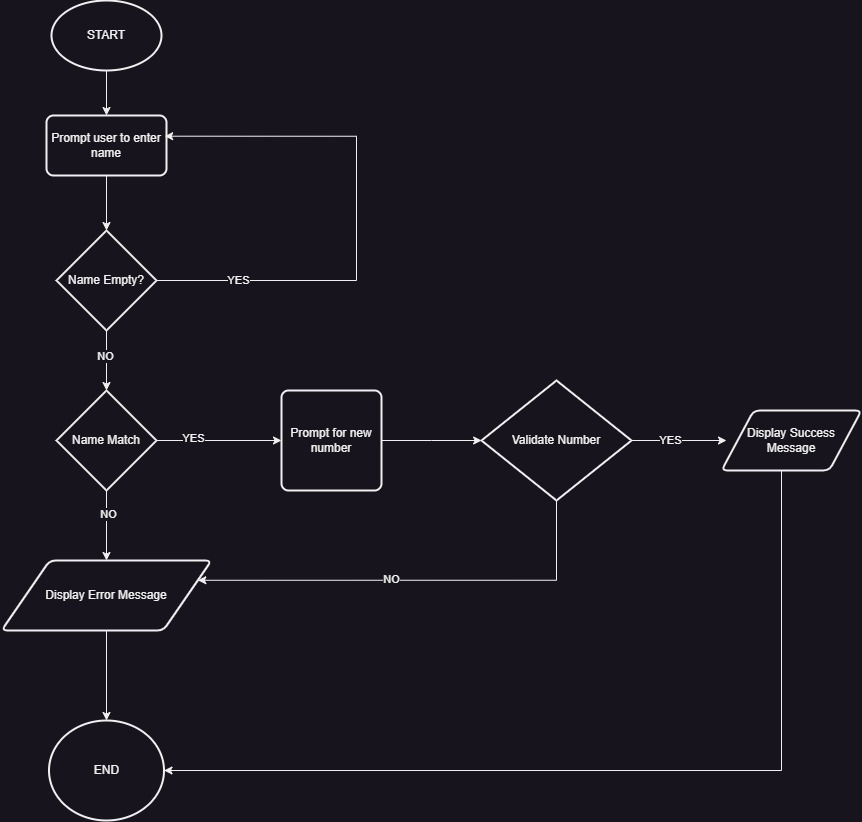 START
Prompt user to enter
name
Name Empty?
YES
NO
Name Match
YES
Prompt for new
number
Validate Number
YES
Display Success
Message
NO
Display Error Message
NO
END